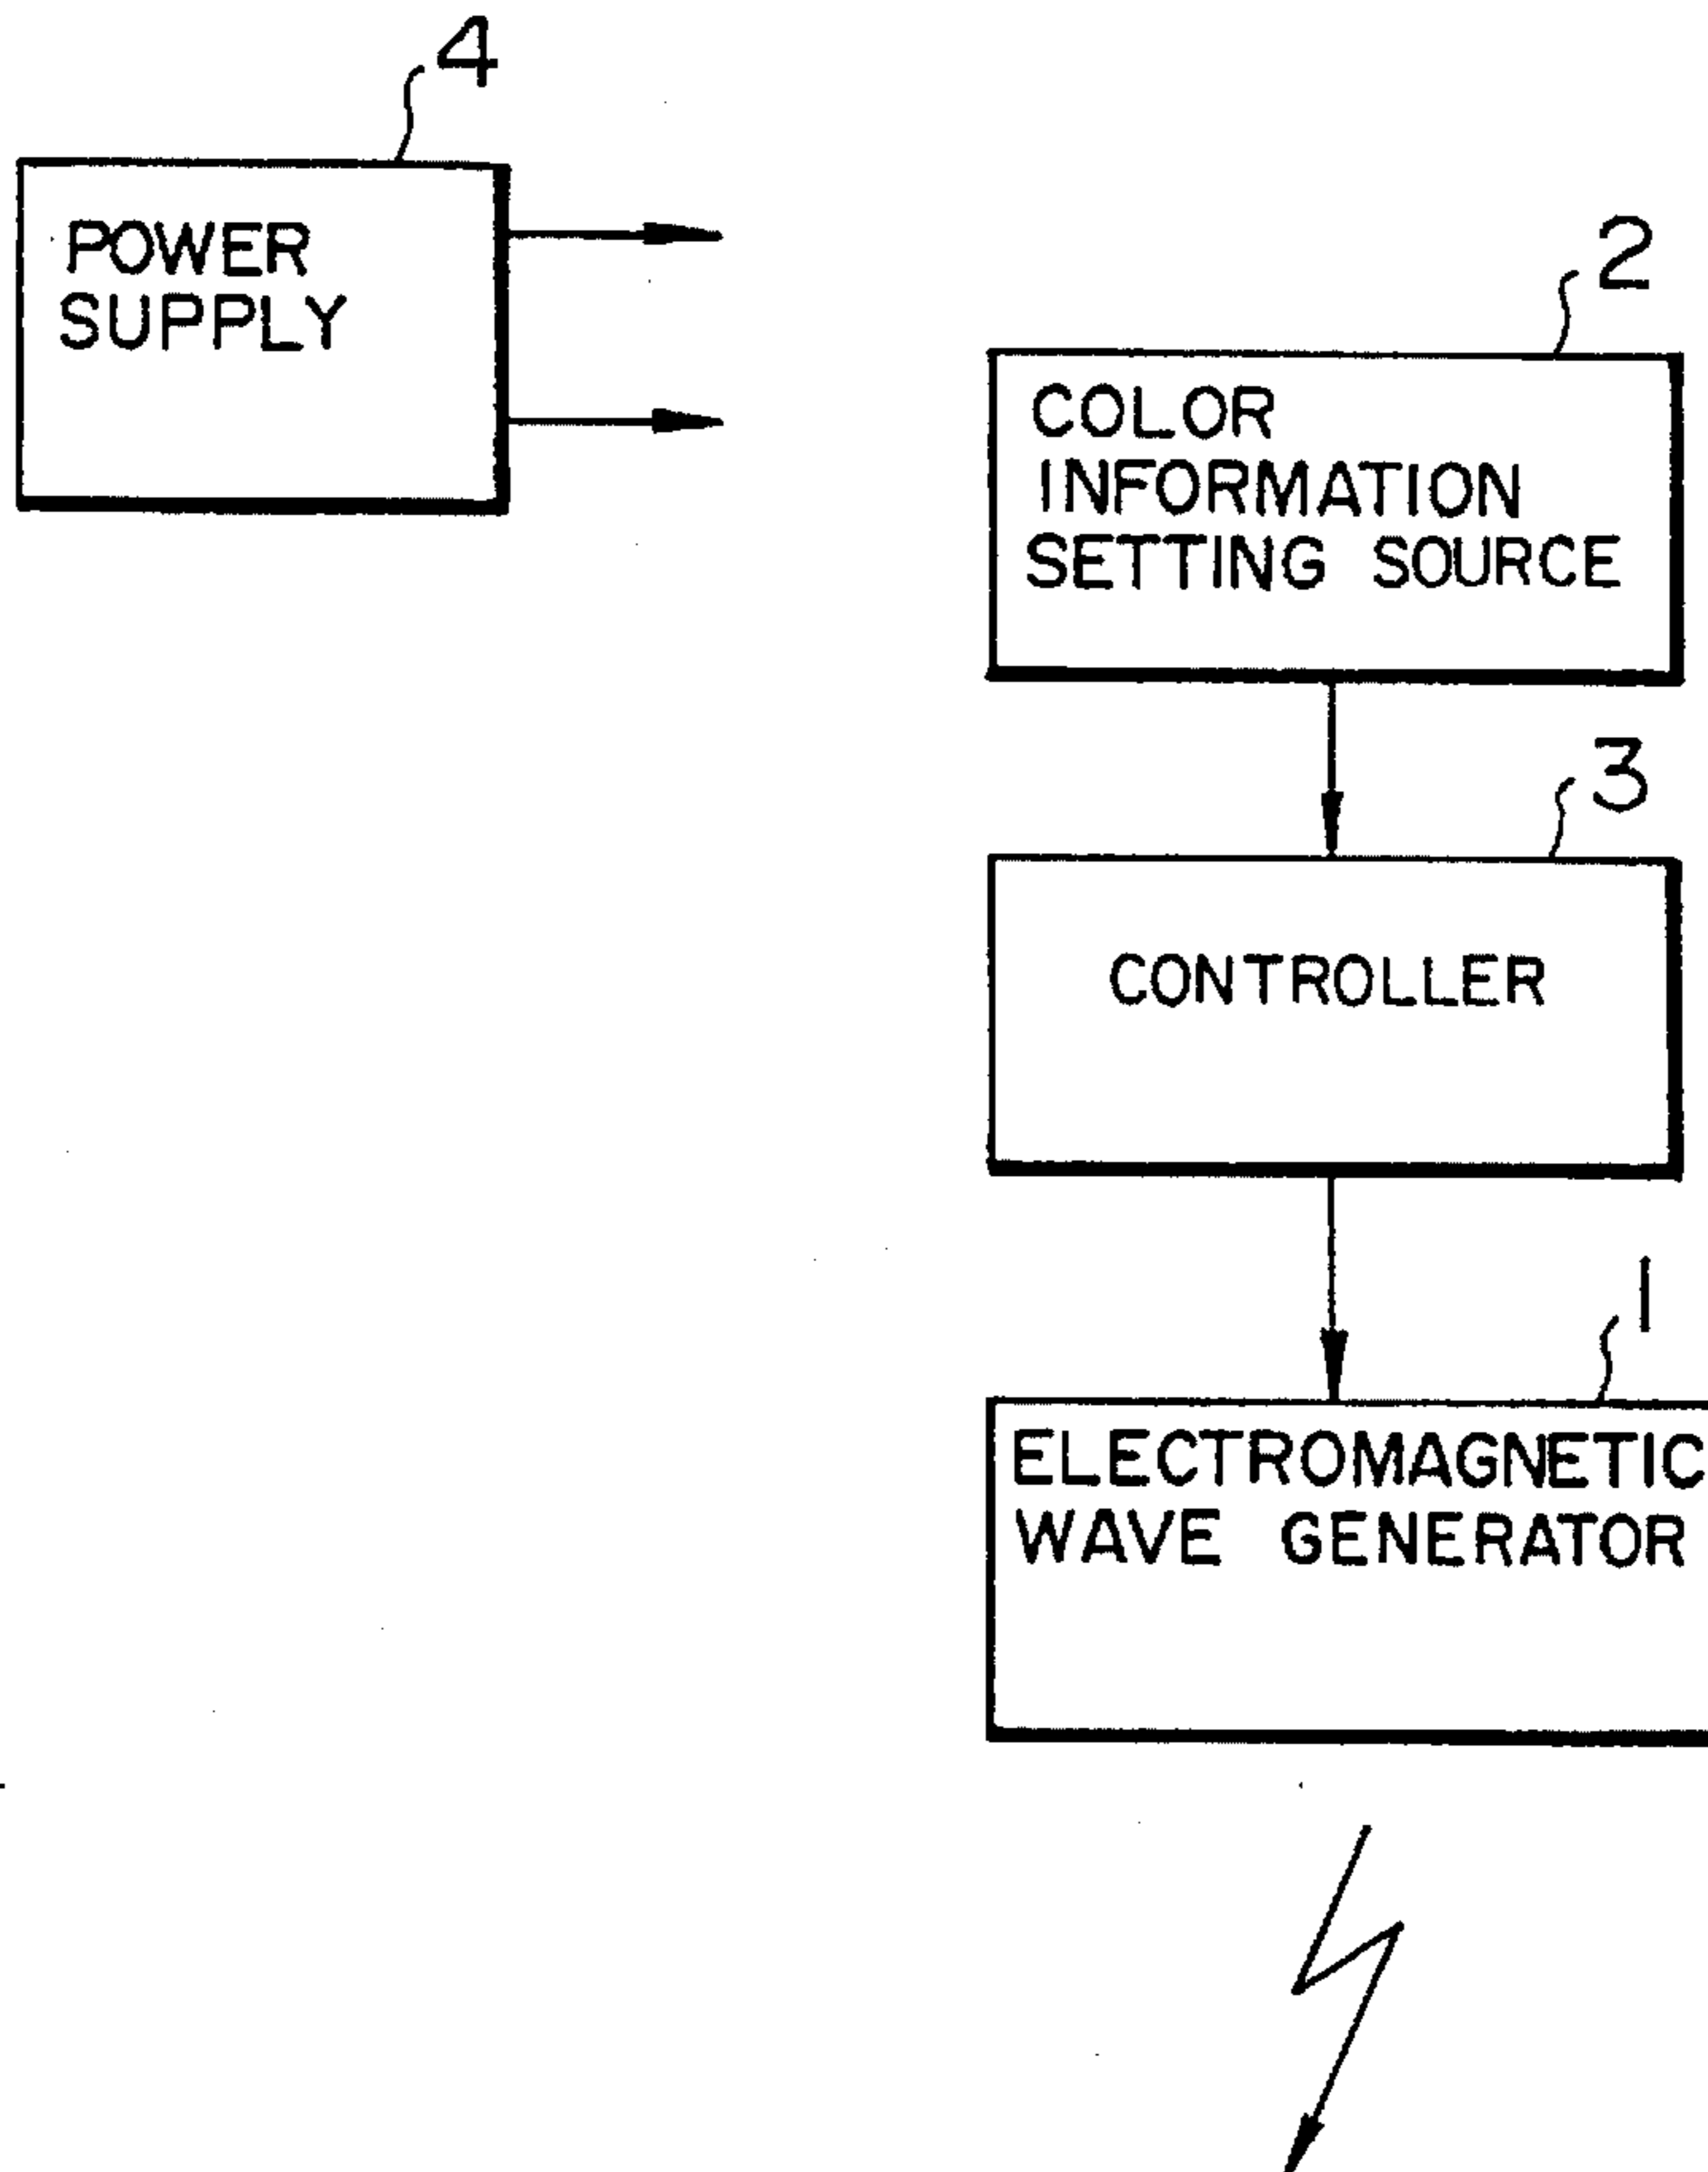 4
POWER
SUPPLY
2
COLOR
INFORMATION
SETTING SOURCE
3
CONTROLLER
1
ELECTROMAGNETIC
WAVE GENERATOR